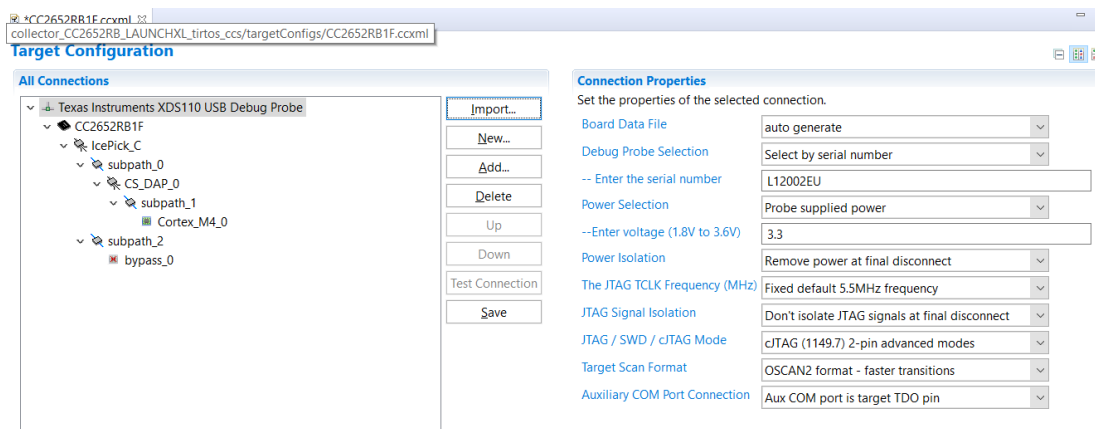 *CC2652RB1F.ccxml
collector_CC2652RB_LAUNCHXL_tirtos_ccs/targetConfigs/CC2652RB1F.ccxml
Target Configuration
All Connections
Texas Instruments XDS110 USB Debug Probe
CC2652RB1F
IcePick_C
subpath_0
CS_DAP_0
subpath_1
Cortex_M4_0
subpath_2
bypass_0
Import...
New...
Add...
Delete
Up
Down
Test Connection
Save
Connection Properties
Set the properties of the selected connection.
Board Data File auto generate
Debug Probe Selection Select by serial number
-- Enter the serial number L12002EU
Power Selection Probe supplied power
--Enter voltage (1.8V to 3.6V) 3.3
Power Isolation Remove power at final disconnect
The JTAG TCLK Frequency (MHz) Fixed default 5.5MHz frequency
JTAG Signal Isolation Don't isolate JTAG signals at final disconnect
JTAG / SWD / cJTAG Mode cJTAG (1149.7) 2-pin advanced modes
Target Scan Format OSCAN2 format - faster transitions
Auxiliary COM Port Connection Aux COM port is target TDO pin